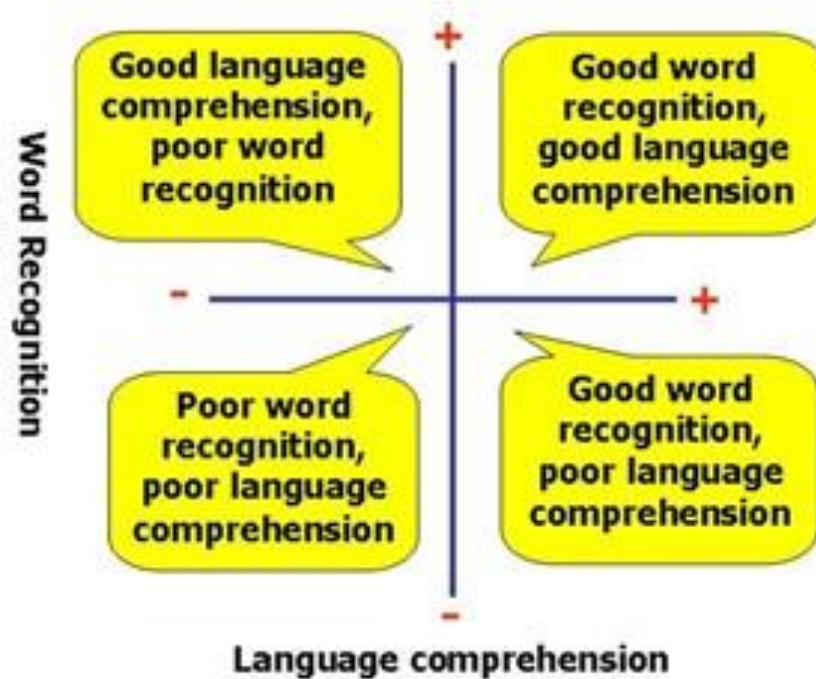 +
Good language
comprehension,
poor word
recognition
Good word
recognition,
good language
comprehension
Word Recognition
-
+
Poor word
recognition,
poor language
comprehension
Good word
recognition,
poor language
comprehension
-
Language comprehension